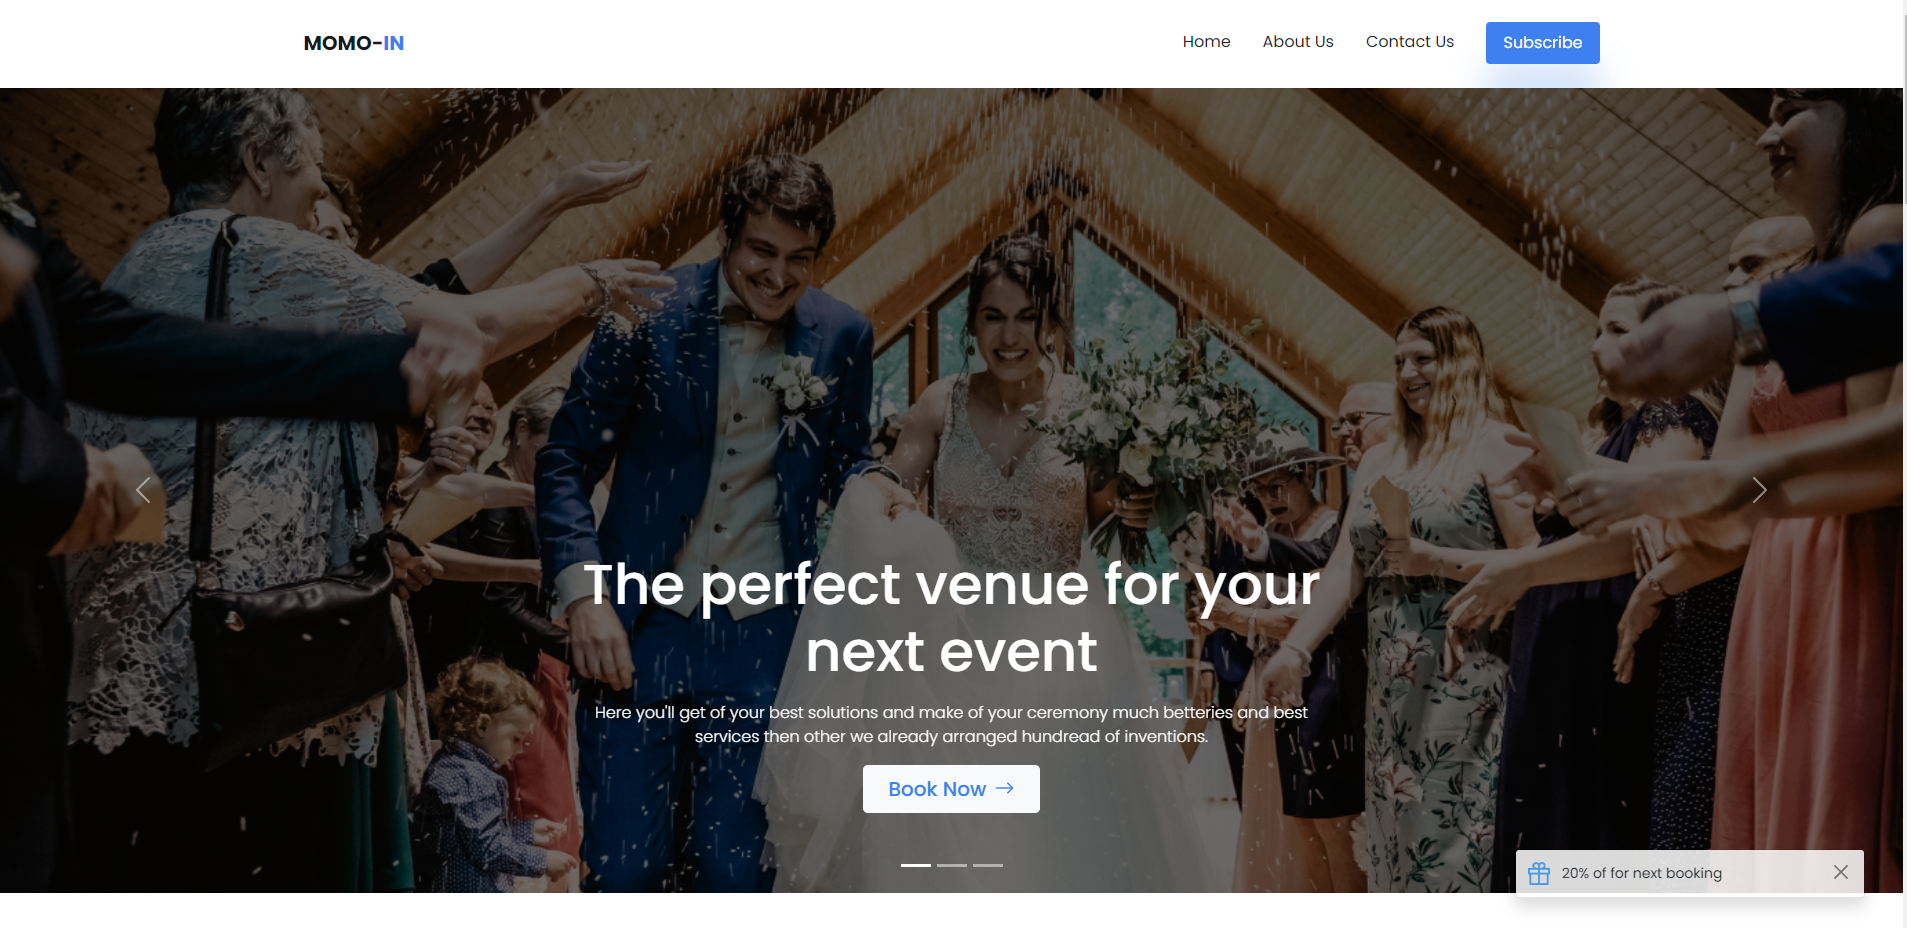 MOMO-IN
Home
About Us
Contact Us
Subscribe
The perfect venue for your
next event
Here you'll get of your best solutions and make of your ceremony much betteries and best
services then other we already arranged hundread of inventions.
Book Now
20% of for next booking